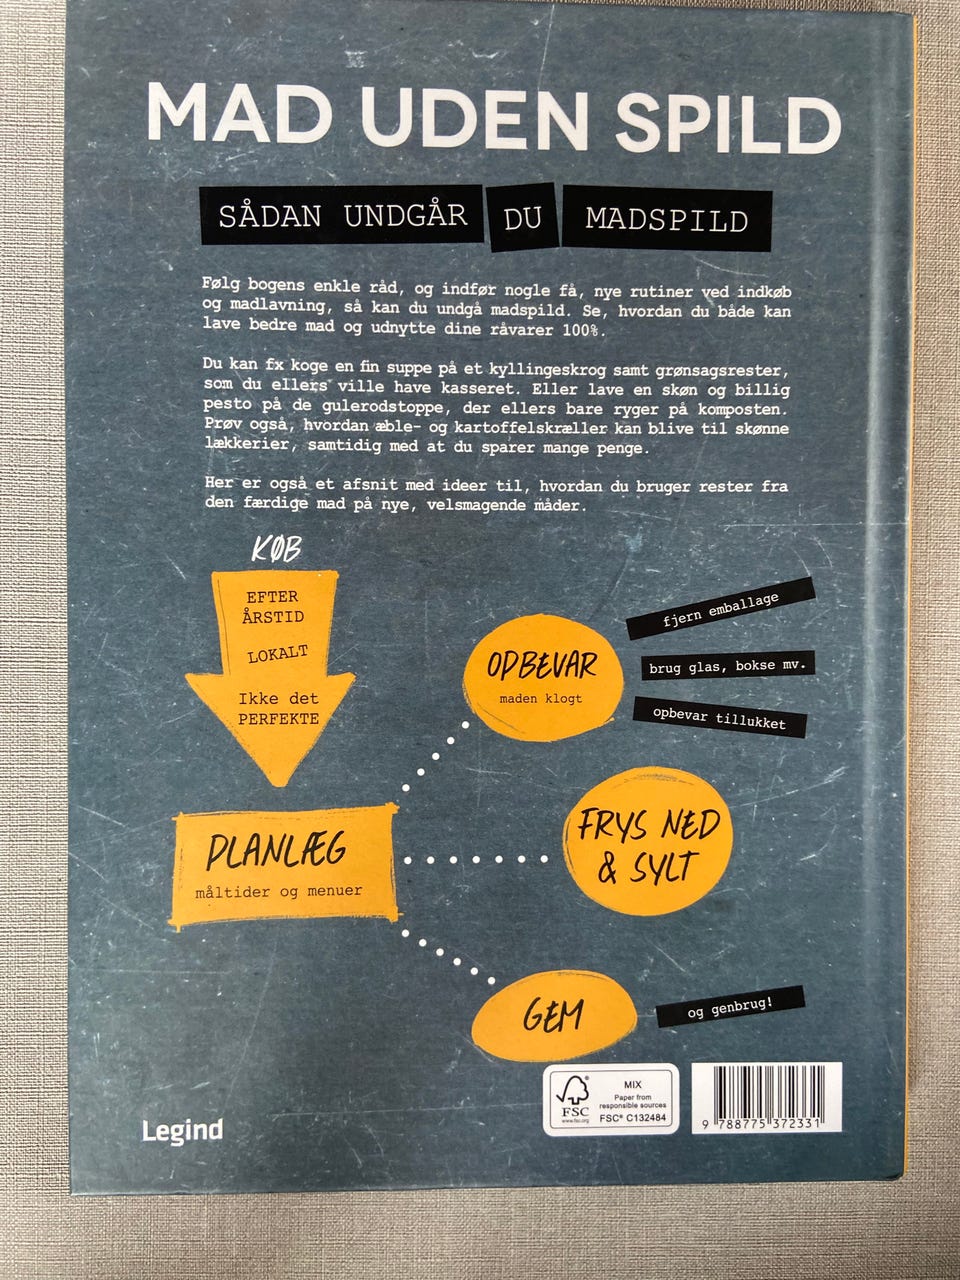 MAD UDEN SPILD
SÅDAN UNDGÅR DU MADSPILD
Følg bogens enkle råd, og indfør nogle få, nye rutiner ved indkøb
og madlavning, så kan du undgå madspild. Se, hvordan du både kan
lave bedre mad og udnytte dine råvarer 100%.
Du kan fx koge en fin suppe på et kyllingeskrog samt grønsagsrester,
som du ellers ville have kasseret. Eller lave en skøn og billig
pesto på de gulerodstoppe, der ellers bare ryger på komposten.
Prøv også, hvordan æble- og kartoffelskræller kan blive til skønne
lækkerier, samtidig med at du sparer mange penge.
Her er også et afsnit med ideer til, hvordan du bruger rester fra
den færdige mad på nye, velsmagende måder.
KØB
EFTER
ÅRSTID
LOKALT
Ikke det
PERFEKTE
OPBEVAR
maden klogt
fjern emballage
brug glas, bokse mv.
opbevar tillukket
PLANLÆG
måltider og menuer
FRYS NED
& SYLT
GEM
og genbrug!
Legind
FSC
www.fsc.org
MIX
Paper from
responsible sources
FSC® C132484
9 788775 372331